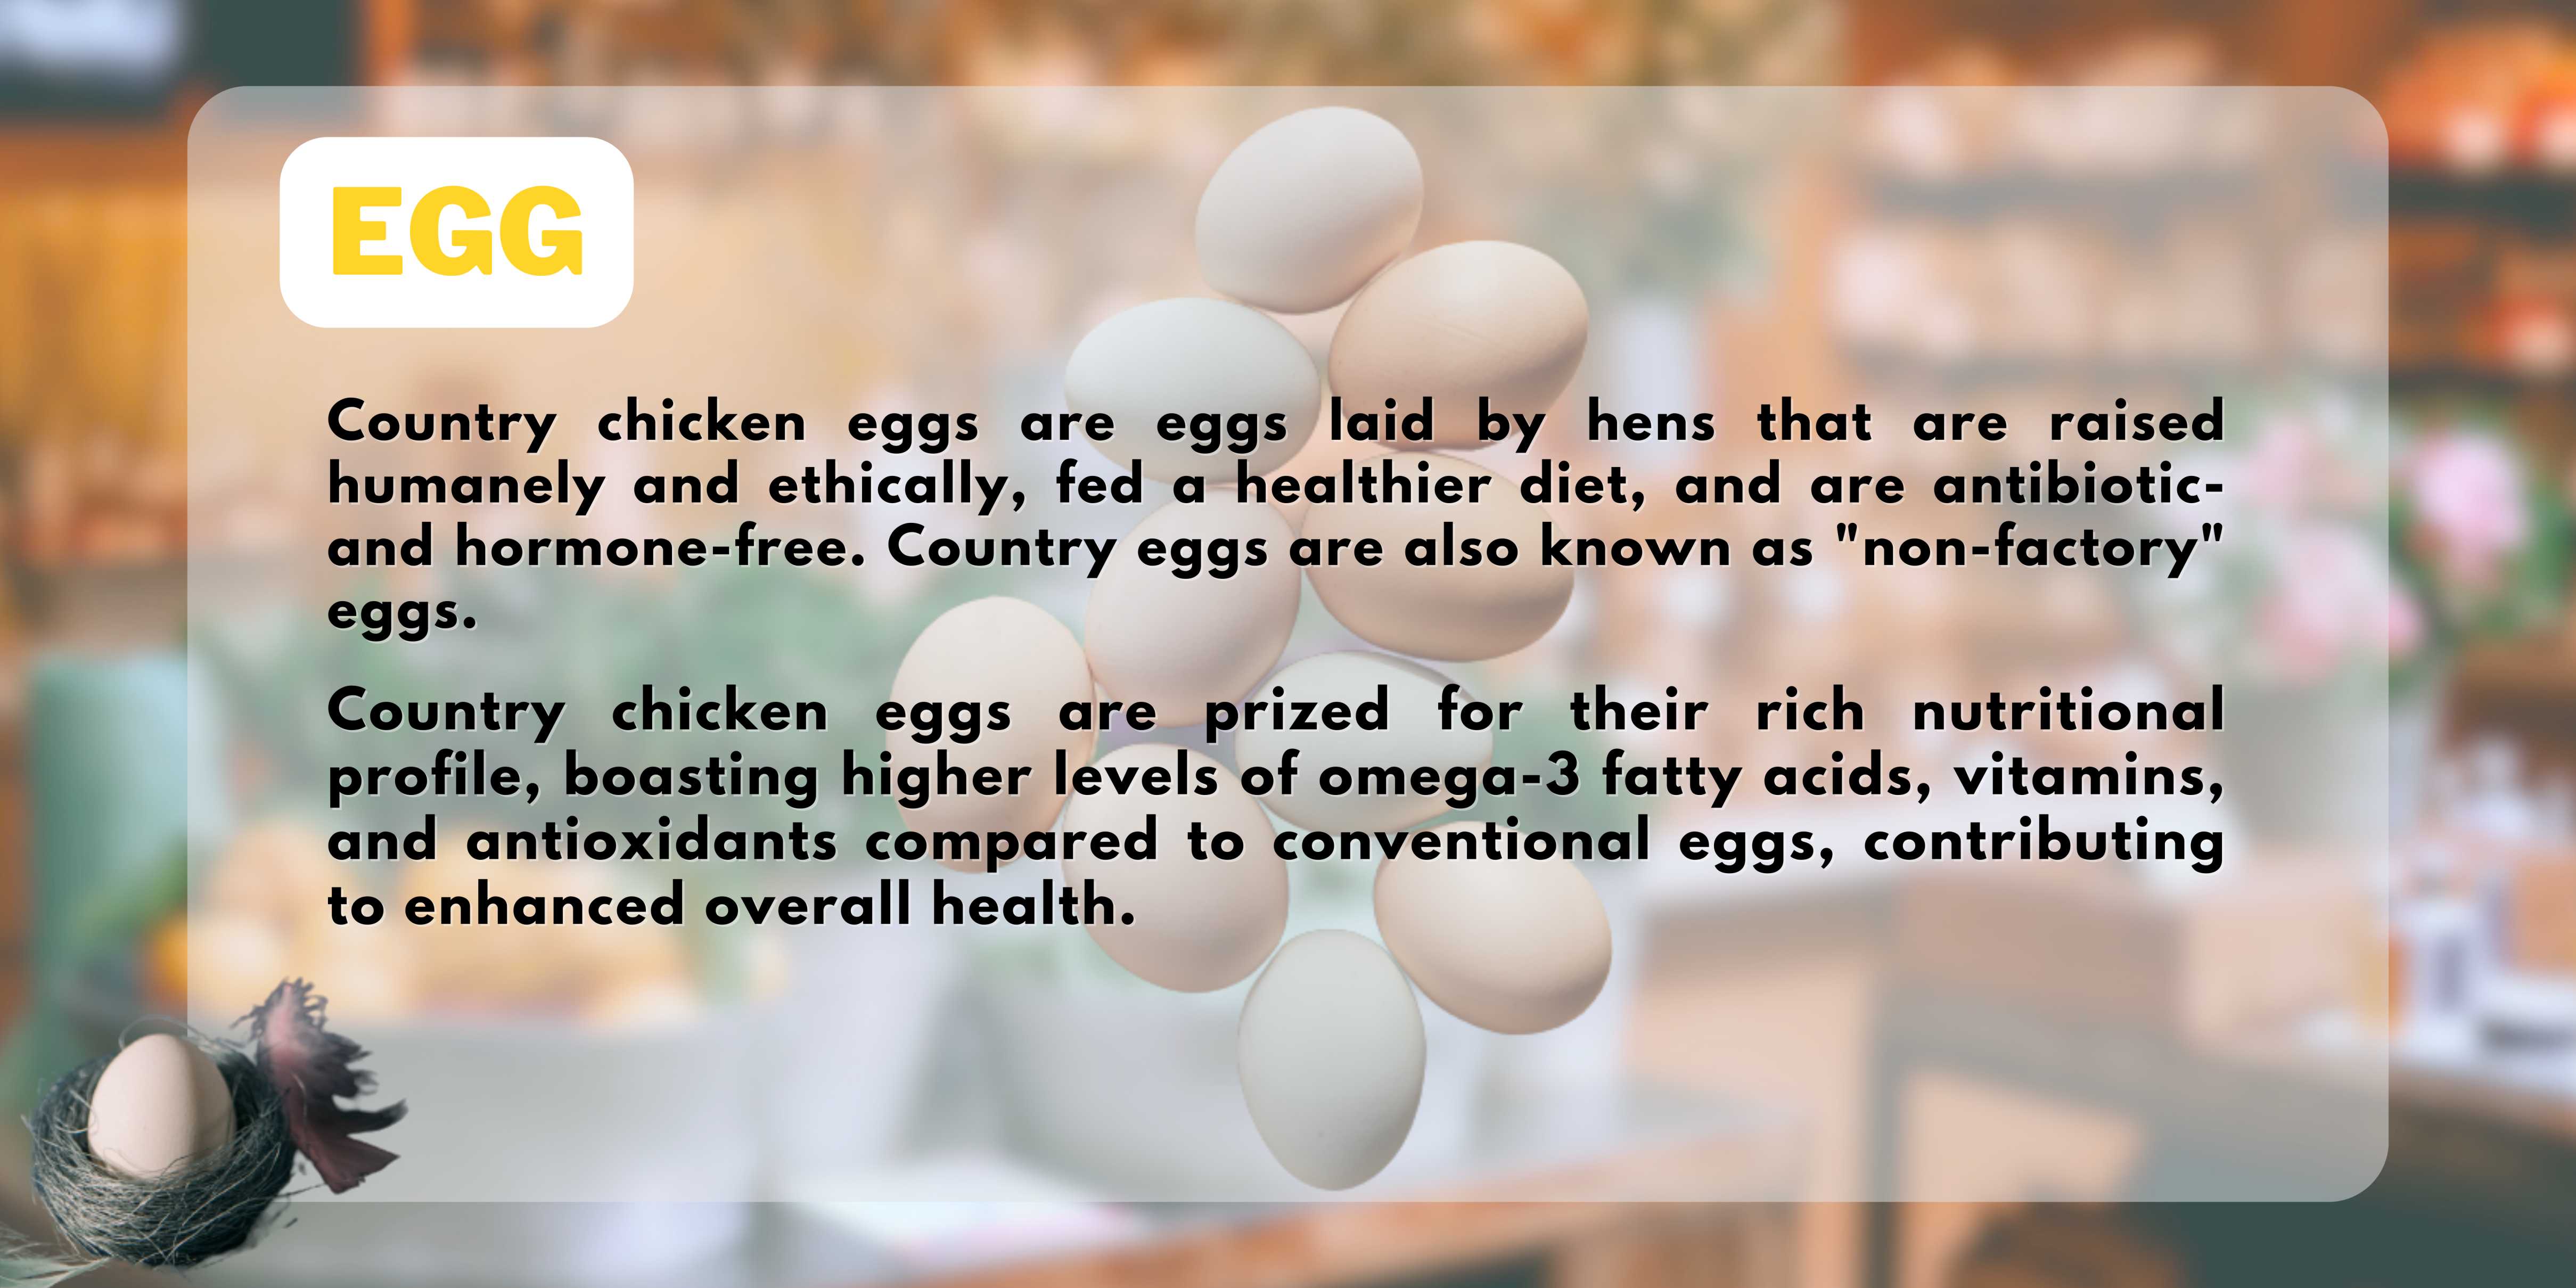 EGG
Country chicken eggs are eggs laid by hens that are raised
humanely and ethically, fed a healthier diet, and are antibiotic-
and hormone-free. Country eggs are also known as "non-factory"
eggs.
Country chicken eggs are prized for their rich nutritional
profile, boasting higher levels of omega-3 fatty acids, vitamins,
and antioxidants compared to conventional eggs, contributing
to enhanced overall health.